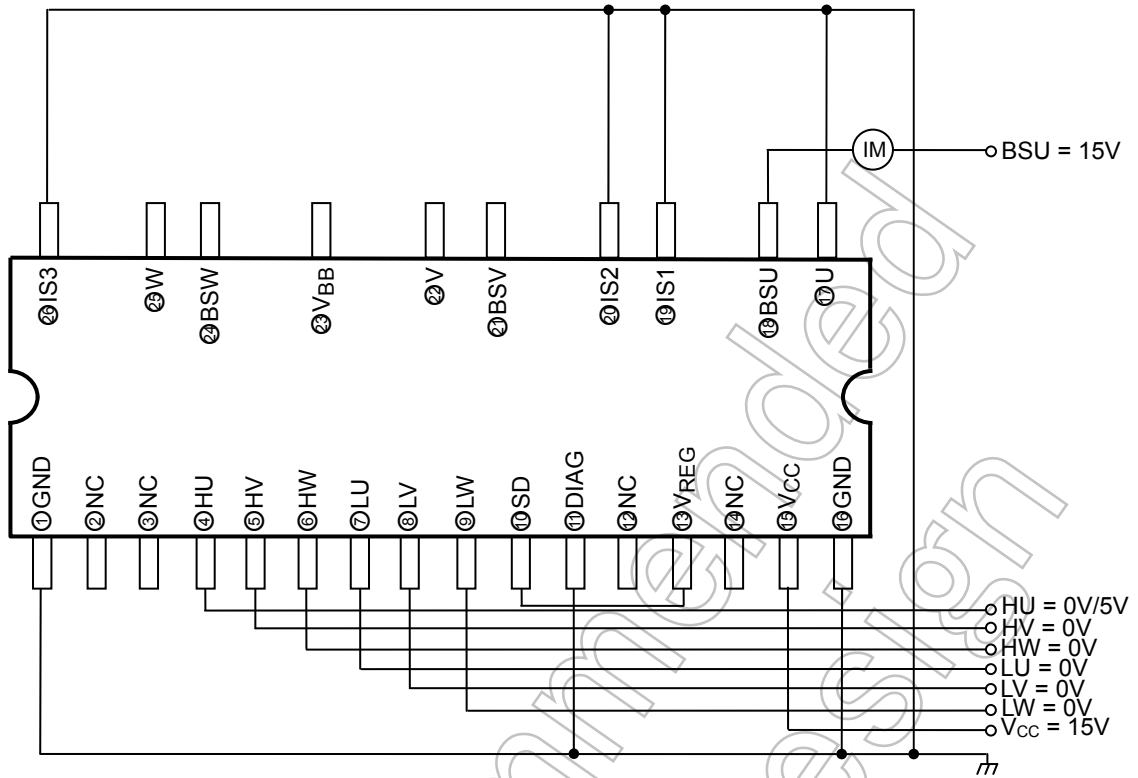 IM
BSU = 15V
㉖IS3
㉕W
㉔BSW
㉓VBB
㉒V
㉑BSV
⑳IS2
⑲IS1
⑱BSU
⑰U
①GND
②NC
③NC
④HU
⑤HV
⑥HW
⑦LU
⑧LV
⑨LW
⑩SD
⑪DIAG
⑫NC
⑬VREG
⑭NC
⑮VCC
⑯GND
HU = 0V/5V
HV = 0V
HW = 0V
LU = 0V
LV = 0V
LW = 0V
VCC = 15V
mmended
esign